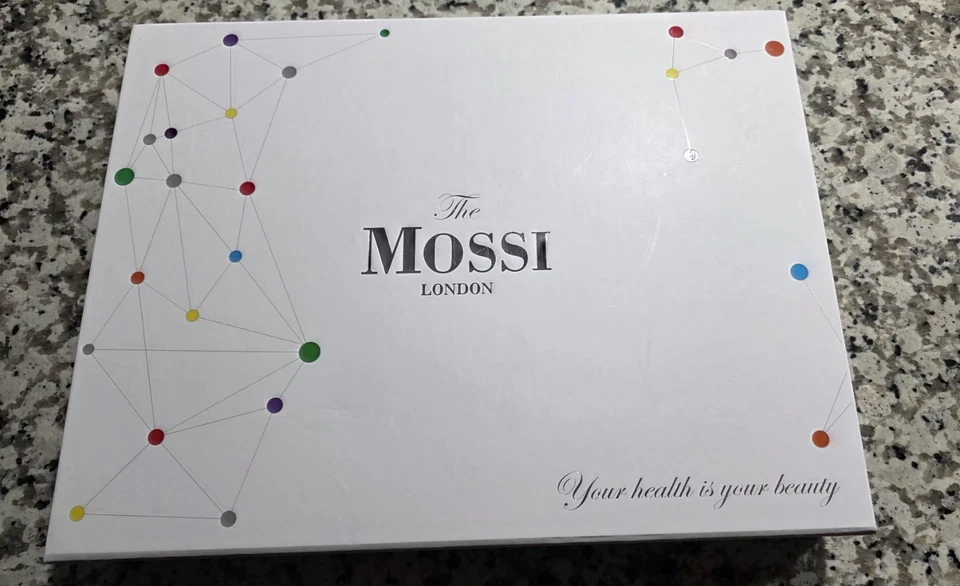 The
MOSSI
LONDON
Your health is your beauty